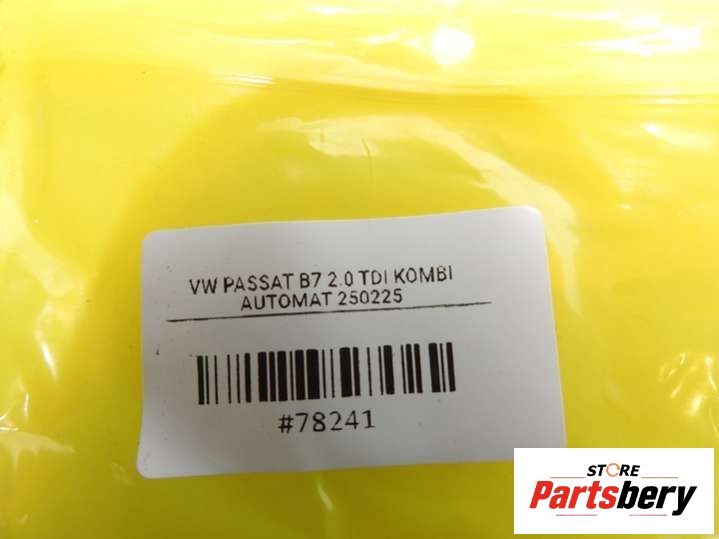 VW PASSAT B7 2.0 TDI KOMBI
AUTOMAT 250225
#78241
STORE
Partsbery